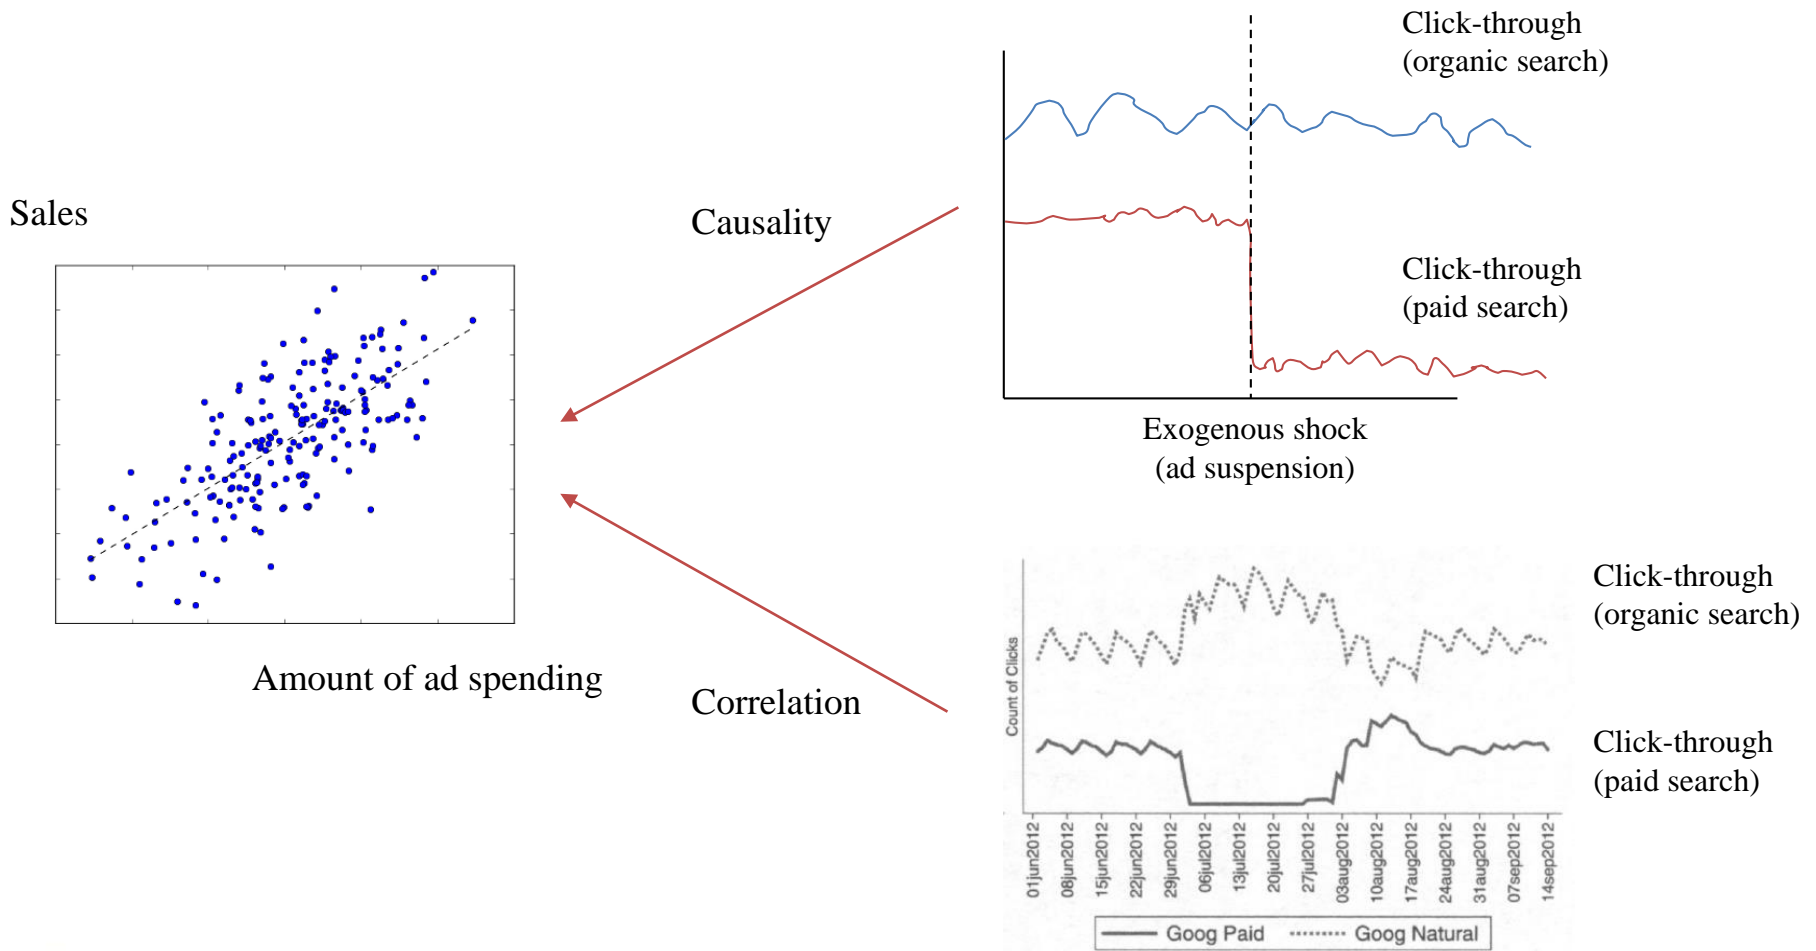 Sales
Amount of ad spending
Causality
Correlation
Click-through
(organic search)
Click-through
(paid search)
Exogenous shock
(ad suspension)
Click-through
(organic search)
Click-through
(paid search)
Count of Clicks
01jun2012
08jun2012
15jun2012
22jun2012
29jun2012
06jul2012
13jul2012
20jul2012
27jul2012
03aug2012
10aug2012
17aug2012
24aug2012
31aug2012
07sep2012
14sep2012
Goog Paid
Goog Natural